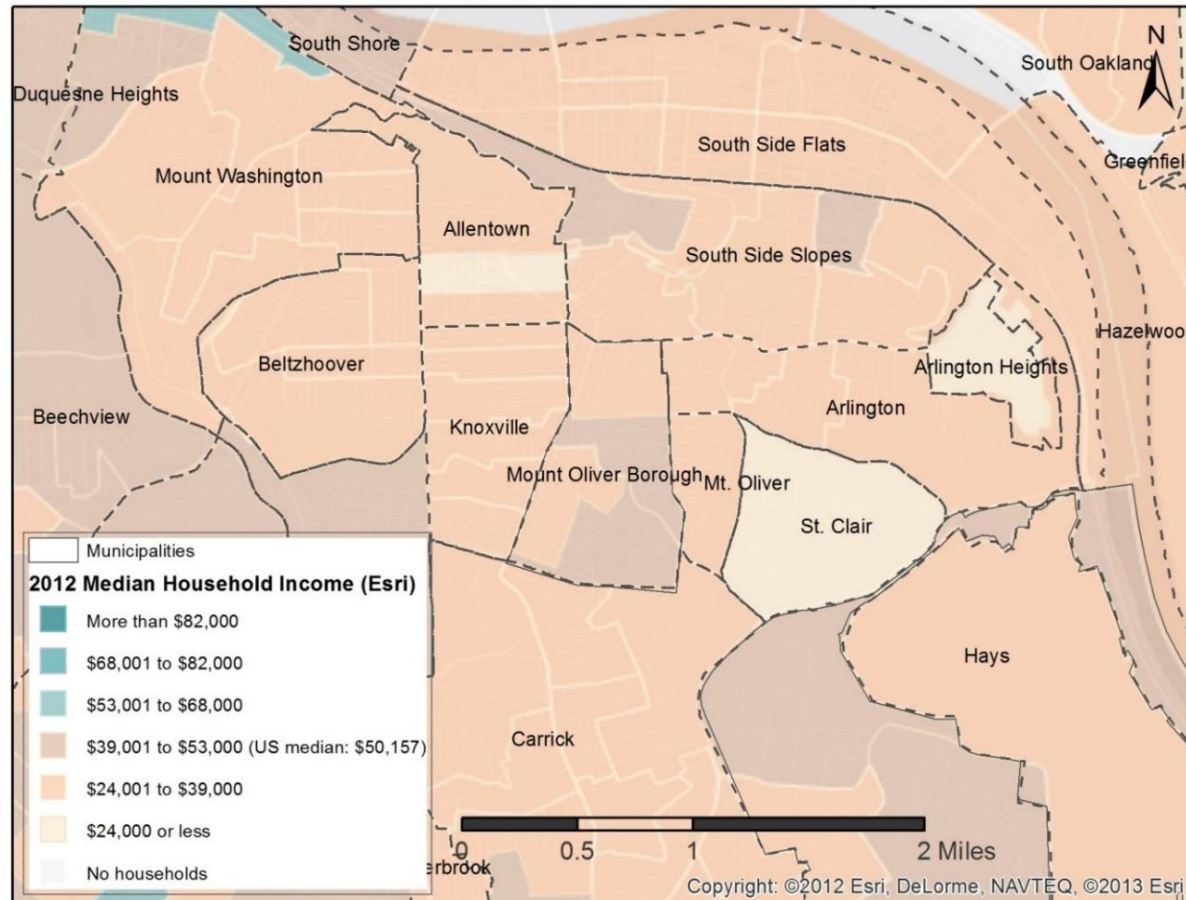 South Shore
N
South Oakland
Duquesne Heights
South Side Flats
Greenfiel
Mount Washington
Allentown
South Side Slopes
Hazelwoo
Beltzhoover
Arlington Heights
Beechview
Arlington
Knoxville
Mount Oliver Borough
Mt. Oliver
St. Clair
Municipalities
2012 Median Household Income (Esri)
More than $82,000
$68,001 to $82,000
$53,001 to $68,000
$39,001 to $53,000 (US median: $50,157)
$24,001 to $39,000
$24,000 or less
No households
Hays
Carrick
0 0.5 1 2 Miles
erbrook
Copyright: ©2012 Esri, DeLorme, NAVTEQ, ©2013 Esri